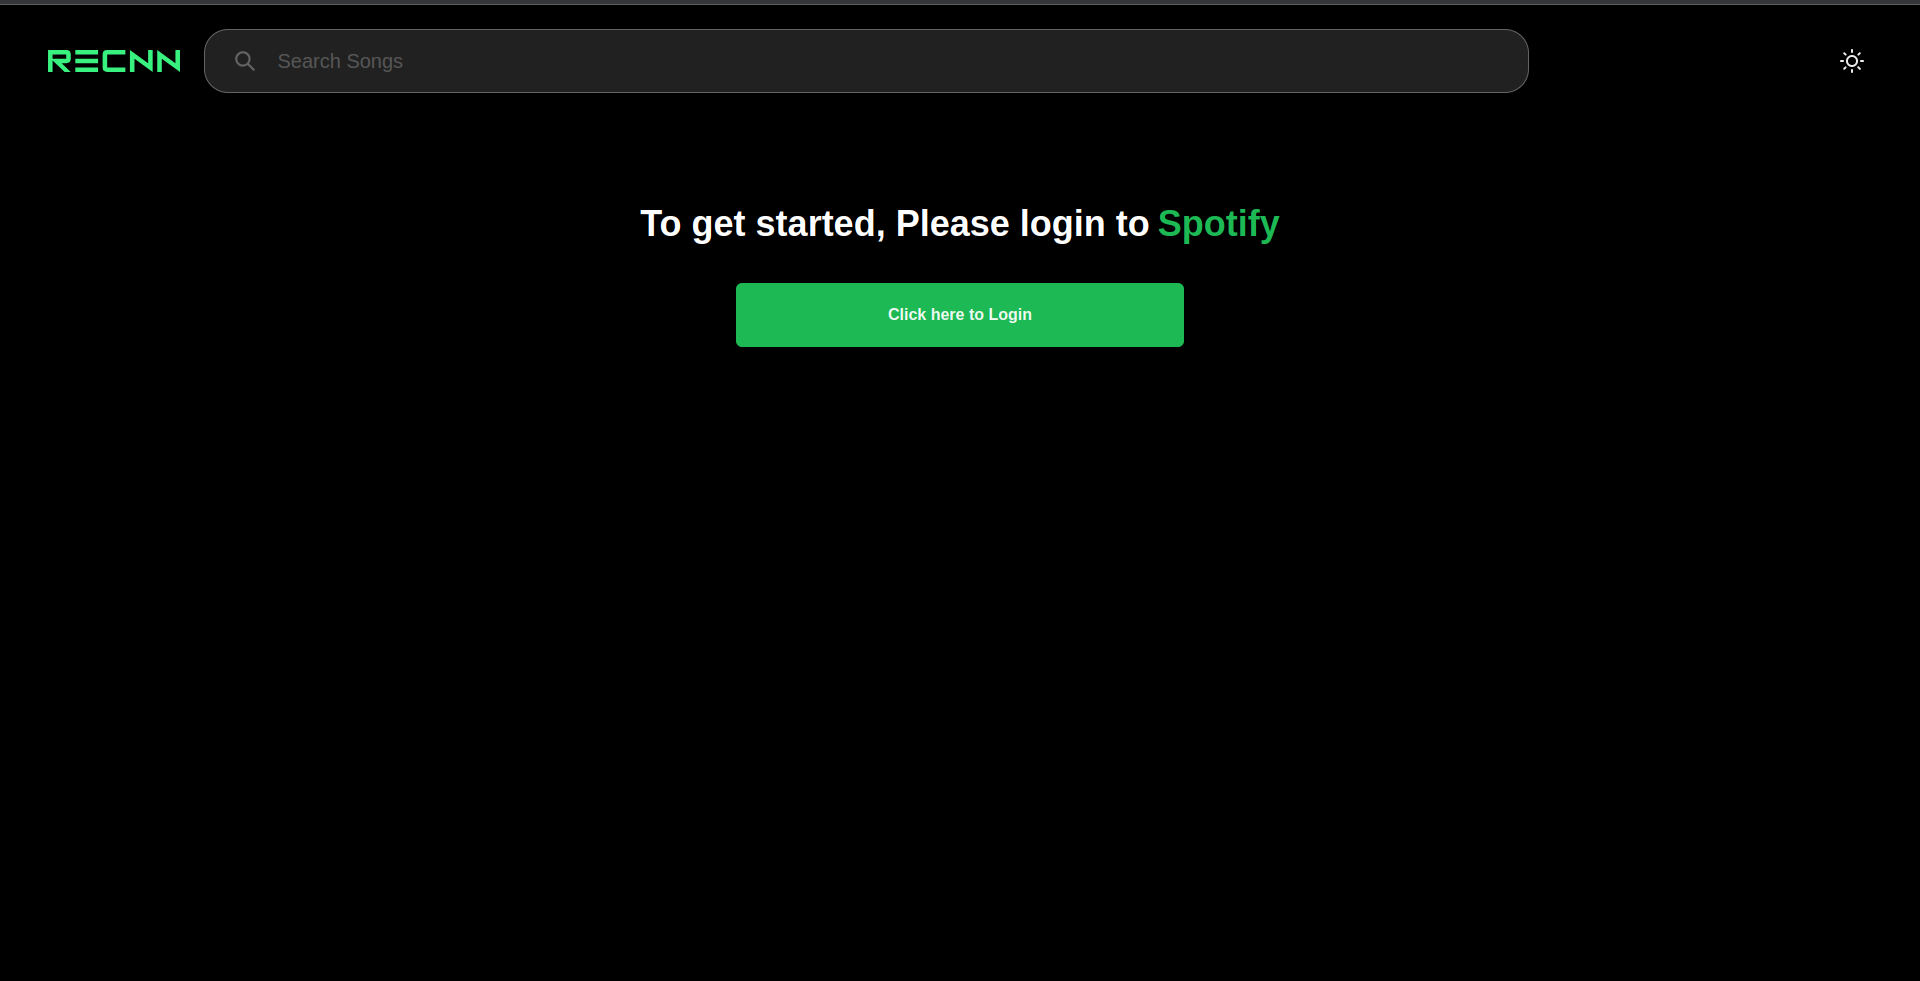 RECNN
Search Songs
To get started, Please login to Spotify
Click here to Login